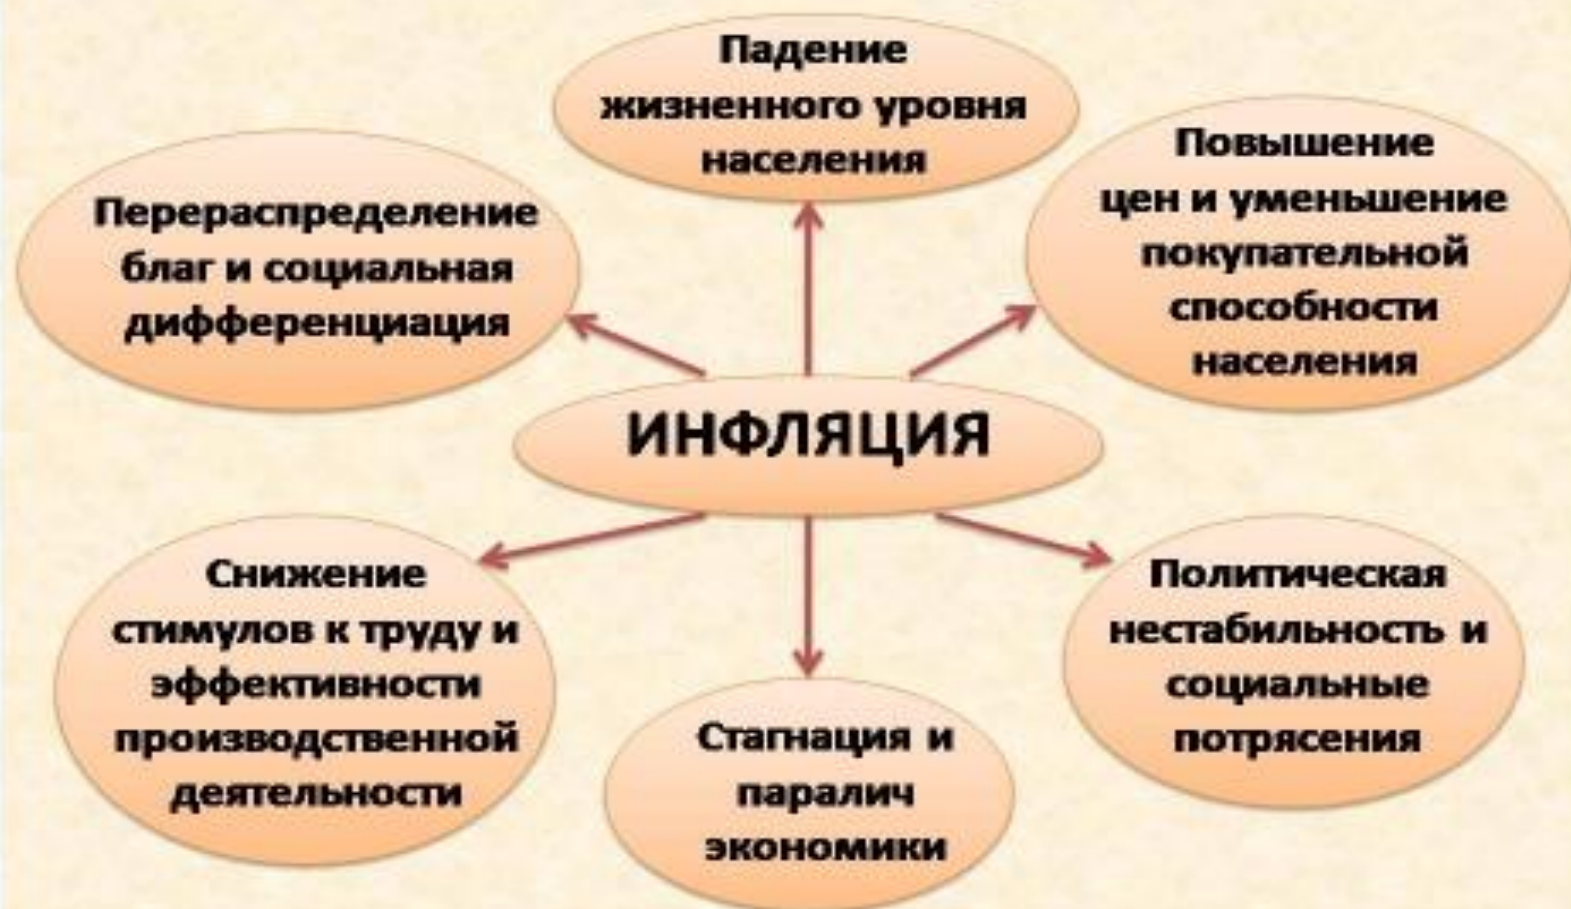 Падение
жизненного уровня
населения
Повышение
цен и уменьшение
покупательной
способности
населения
Перераспределение
благ и социальная
дифференциация
ИНФЛЯЦИЯ
Снижение
стимулов к труду и
эффективности
производственной
деятельности
Стагнация и
паралич
экономики
Политическая
нестабильность и
социальные
потрясения